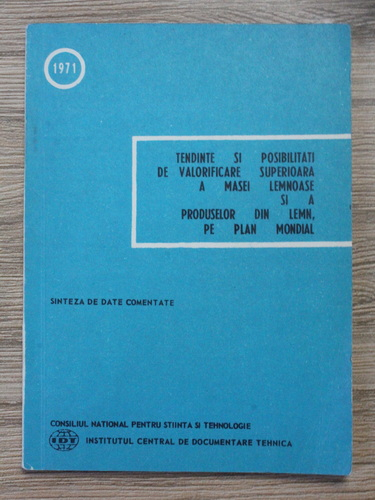 1971
TENDINTE SI POSIBILITATI
DE VALORIFICARE SUPERIOARA
A MASEI LEMNOASE
SI A
PRODUSELOR DIN LEMN,
PE PLAN MONDIAL
SINTEZA DE DATE COMENTATE
CONSILIUL NATIONAL PENTRU STIINTA SI TEHNOLOGIE
IDT INSTITUTUL CENTRAL DE DOCUMENTARE TEHNICA